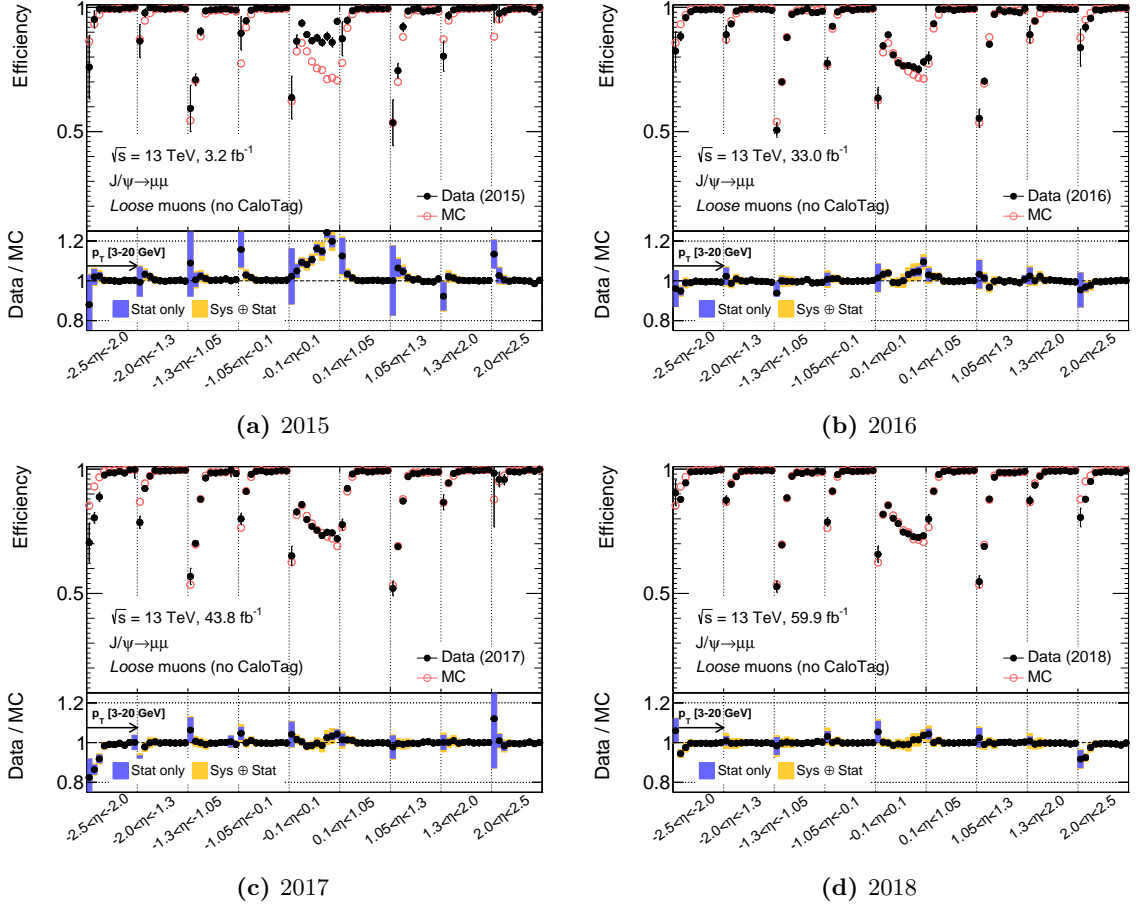 Efficiency
1
0.5
√s = 13 TeV, 3.2 fb⁻¹
J/ψ→μμ
Loose muons (no CaloTag)
Data (2015)
MC
Data / MC
1.2
1
0.8
p_T [3-20 GeV]
Stat only
Sys ⊕ Stat
-2.5<η<-2.0
-2.0<η<-1.3
-1.3<η<-1.05
-1.05<η<-0.1
-0.1<η<0.1
0.1<η<1.05
1.05<η<1.3
1.3<η<2.0
2.0<η<2.5
(a) 2015
Efficiency
1
0.5
√s = 13 TeV, 33.0 fb⁻¹
J/ψ→μμ
Loose muons (no CaloTag)
Data (2016)
MC
Data / MC
1.2
1
0.8
p_T [3-20 GeV]
Stat only
Sys ⊕ Stat
-2.5<η<-2.0
-2.0<η<-1.3
-1.3<η<-1.05
-1.05<η<-0.1
-0.1<η<0.1
0.1<η<1.05
1.05<η<1.3
1.3<η<2.0
2.0<η<2.5
(b) 2016
Efficiency
1
0.5
√s = 13 TeV, 43.8 fb⁻¹
J/ψ→μμ
Loose muons (no CaloTag)
Data (2017)
MC
Data / MC
1.2
1
0.8
p_T [3-20 GeV]
Stat only
Sys ⊕ Stat
-2.5<η<-2.0
-2.0<η<-1.3
-1.3<η<-1.05
-1.05<η<-0.1
-0.1<η<0.1
0.1<η<1.05
1.05<η<1.3
1.3<η<2.0
2.0<η<2.5
(c) 2017
Efficiency
1
0.5
√s = 13 TeV, 59.9 fb⁻¹
J/ψ→μμ
Loose muons (no CaloTag)
Data (2018)
MC
Data / MC
1.2
1
0.8
p_T [3-20 GeV]
Stat only
Sys ⊕ Stat
-2.5<η<-2.0
-2.0<η<-1.3
-1.3<η<-1.05
-1.05<η<-0.1
-0.1<η<0.1
0.1<η<1.05
1.05<η<1.3
1.3<η<2.0
2.0<η<2.5
(d) 2018